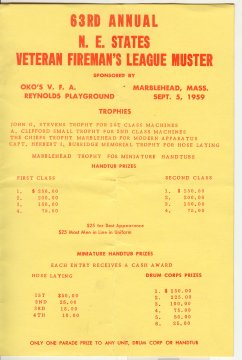 63RD ANNUAL
N. E. STATES
VETERAN FIREMAN'S LEAGUE MUSTER
SPONSORED BY
OKO'S V. F. A. MARBLEHEAD, MASS.
REYNOLDS PLAYGROUND SEPT. 5, 1959
TROPHIES
JOHN G. STEVENS TROPHY FOR 1ST CLASS MACHINES
A. CLIFFORD SMALL TROPHY FOR 2ND CLASS MACHINES
THE CHIEFS TROPHY MARBLEHEAD FOR MODERN APPARATUS
CAPT. HERBERT J. BURRIDGE MEMORIAL TROPHY FOR HOSE LAYING
MARBLEHEAD TROPHY FOR MINIATURE HANDTUBS
HANDTUB PRIZES
FIRST CLASS SECOND CLASS
1. $ 250.00 1. $ 250.00
2. 200.00 2. 200.00
3. 150.00 3. 150.00
4. 75.00 4. 75.00
$25 for Best Appearance
$25 Most Men in Line in Uniform
MINIATURE HANDTUB PRIZES
EACH ENTRY RECEIVES A CASH AWARD
HOSE LAYING DRUM CORPS PRIZES
1ST $50.00
2ND 25.00
3RD 15.00
4TH 10.00
1. $ 250.00
2. 225.00
3. 100.00
4. 75.00
5. 50.00
6. 25.00
ONLY ONE PARADE PRIZE TO ANY UNIT, DRUM CORP OR HANDTUB